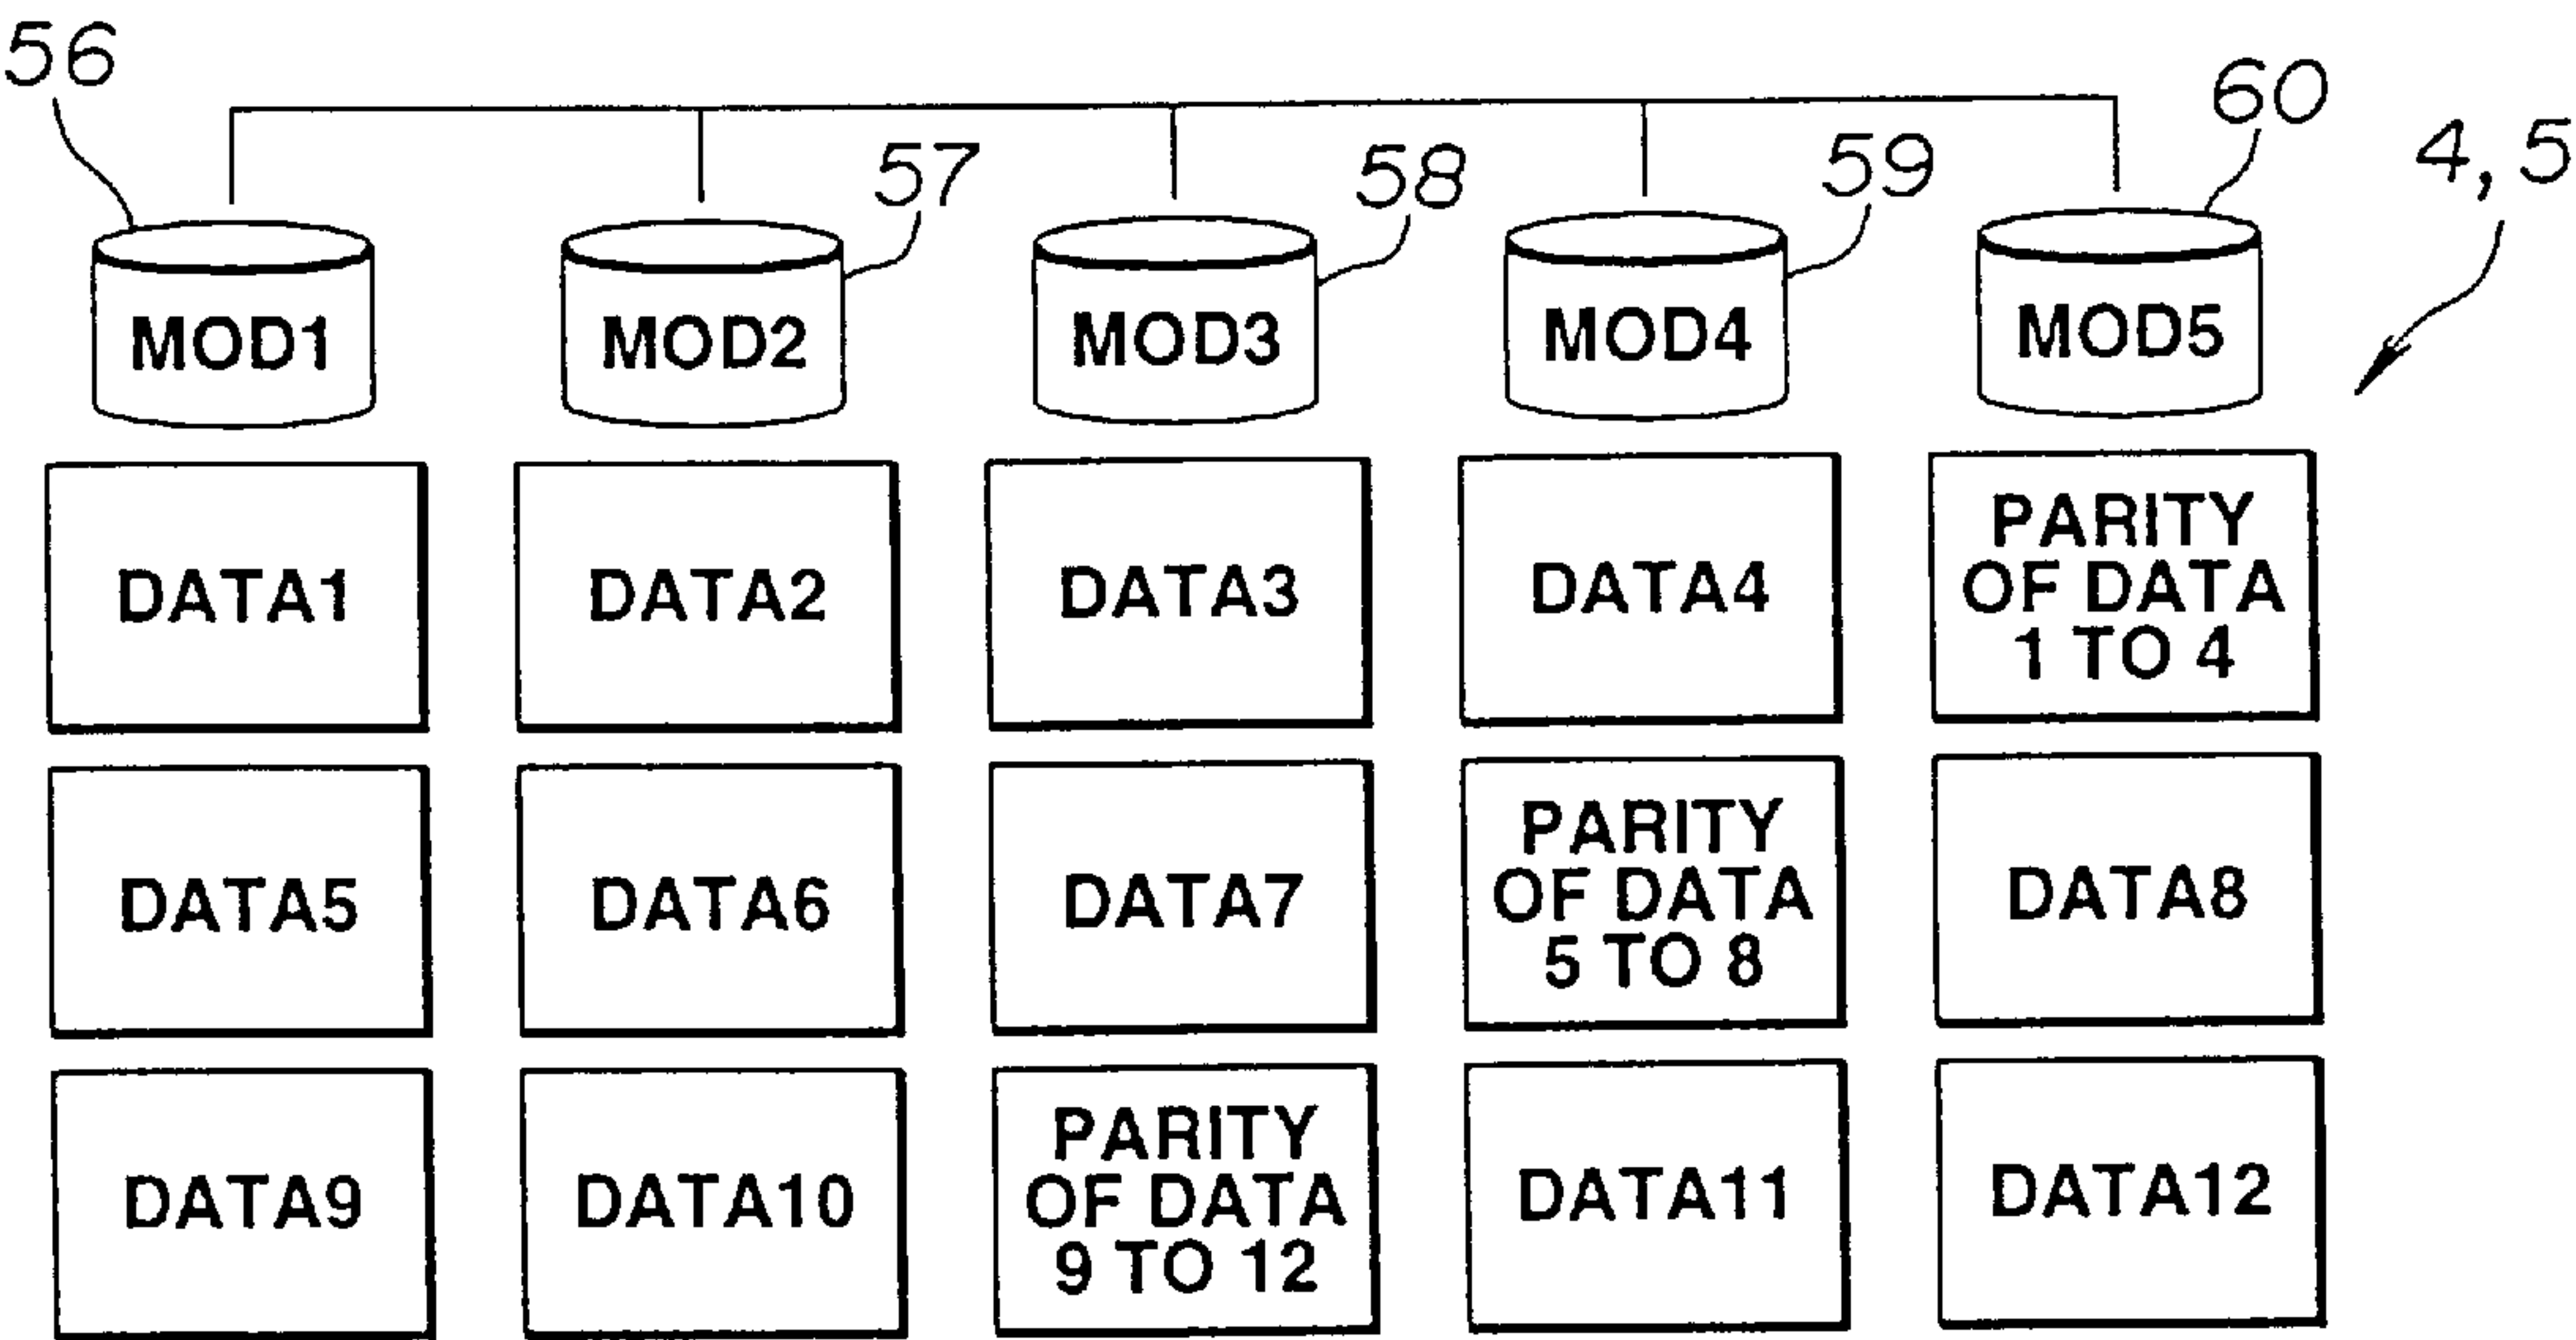 56
60
4, 5
57
58
59
MOD1
MOD2
MOD3
MOD4
MOD5
DATA1
DATA2
DATA3
DATA4
PARITY
OF DATA
1 TO 4
DATA5
DATA6
DATA7
PARITY
OF DATA
5 TO 8
DATA8
DATA9
DATA10
PARITY
OF DATA
9 TO 12
DATA11
DATA12